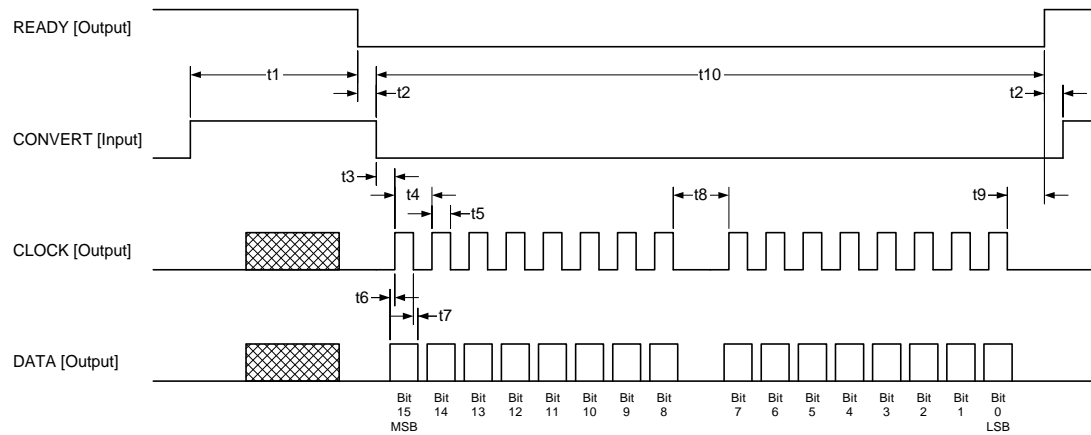 READY [Output]
t1
t10
t2
t2
CONVERT [Input]
t3
t4
t8
t9
t5
CLOCK [Output]
t6
t7
DATA [Output]
Bit 15 MSB
Bit 14
Bit 13
Bit 12
Bit 11
Bit 10
Bit 9
Bit 8
Bit 7
Bit 6
Bit 5
Bit 4
Bit 3
Bit 2
Bit 1
Bit 0 LSB